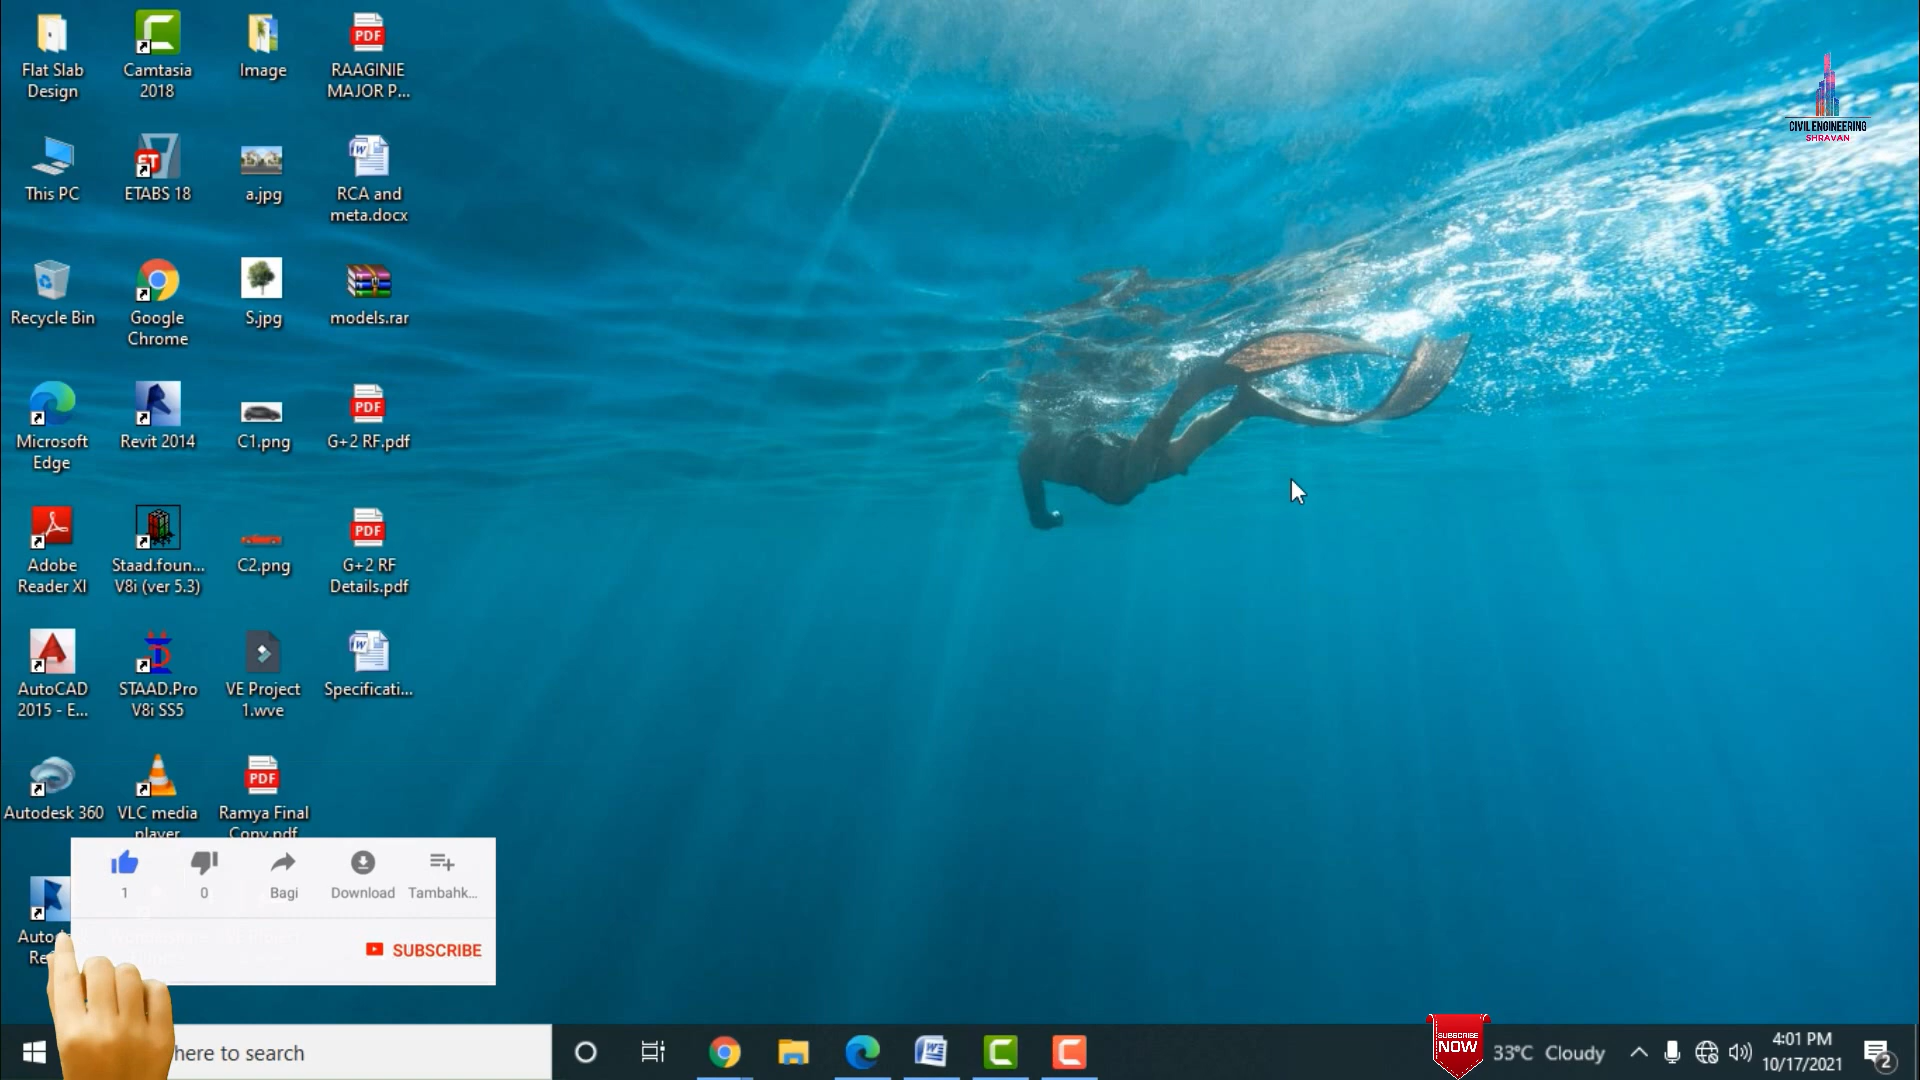 Flat Slab
Design
Camtasia
2018
Image
PDF
RAAGINIE
MAJOR P...
CIVIL ENGINEERING
SHRAVAN
This PC
ET
ETABS 18
a.jpg
W
RCA and
meta.docx
Recycle Bin
Google
Chrome
S.jpg
models.rar
Microsoft
Edge
Revit 2014
C1.png
PDF
G+2 RF.pdf
Adobe
Reader XI
Staad.foun...
V8i (ver 5.3)
C2.png
PDF
G+2 RF
Details.pdf
AutoCAD
2015 - E...
STAAD.Pro
V8i SS5
VE Project
1.wve
W
Specificati...
Autodesk 360
VLC media
player
PDF
Ramya Final
Copy.pdf
1
0
Bagi
Download
Tambahk...
SUBSCRIBE
here to search
SUBSCRIBE
NOW
33°C Cloudy
4:01 PM
10/17/2021
2